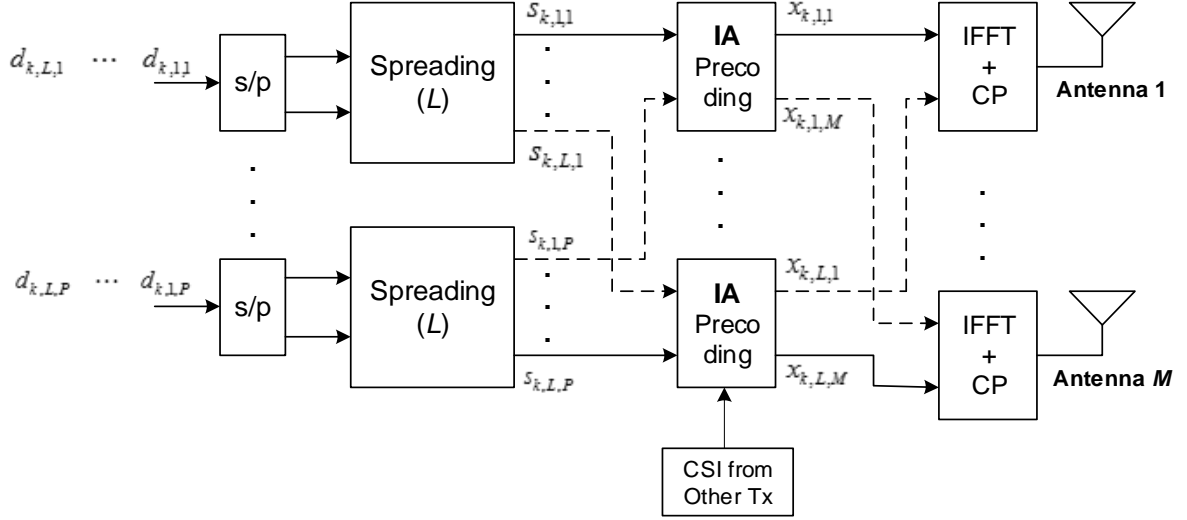 d_{k,L,1} ⋯ d_{k,1,1}
s/p
Spreading
(L)
s_{k,1,1}
s_{k,L,1}
IA
Preco
ding
x_{k,1,1}
x_{k,1,M}
IFFT
+
CP
Antenna 1
d_{k,L,P} ⋯ d_{k,1,P}
s/p
Spreading
(L)
s_{k,1,P}
s_{k,L,P}
IA
Preco
ding
x_{k,L,1}
x_{k,L,M}
IFFT
+
CP
Antenna M
CSI from
Other Tx